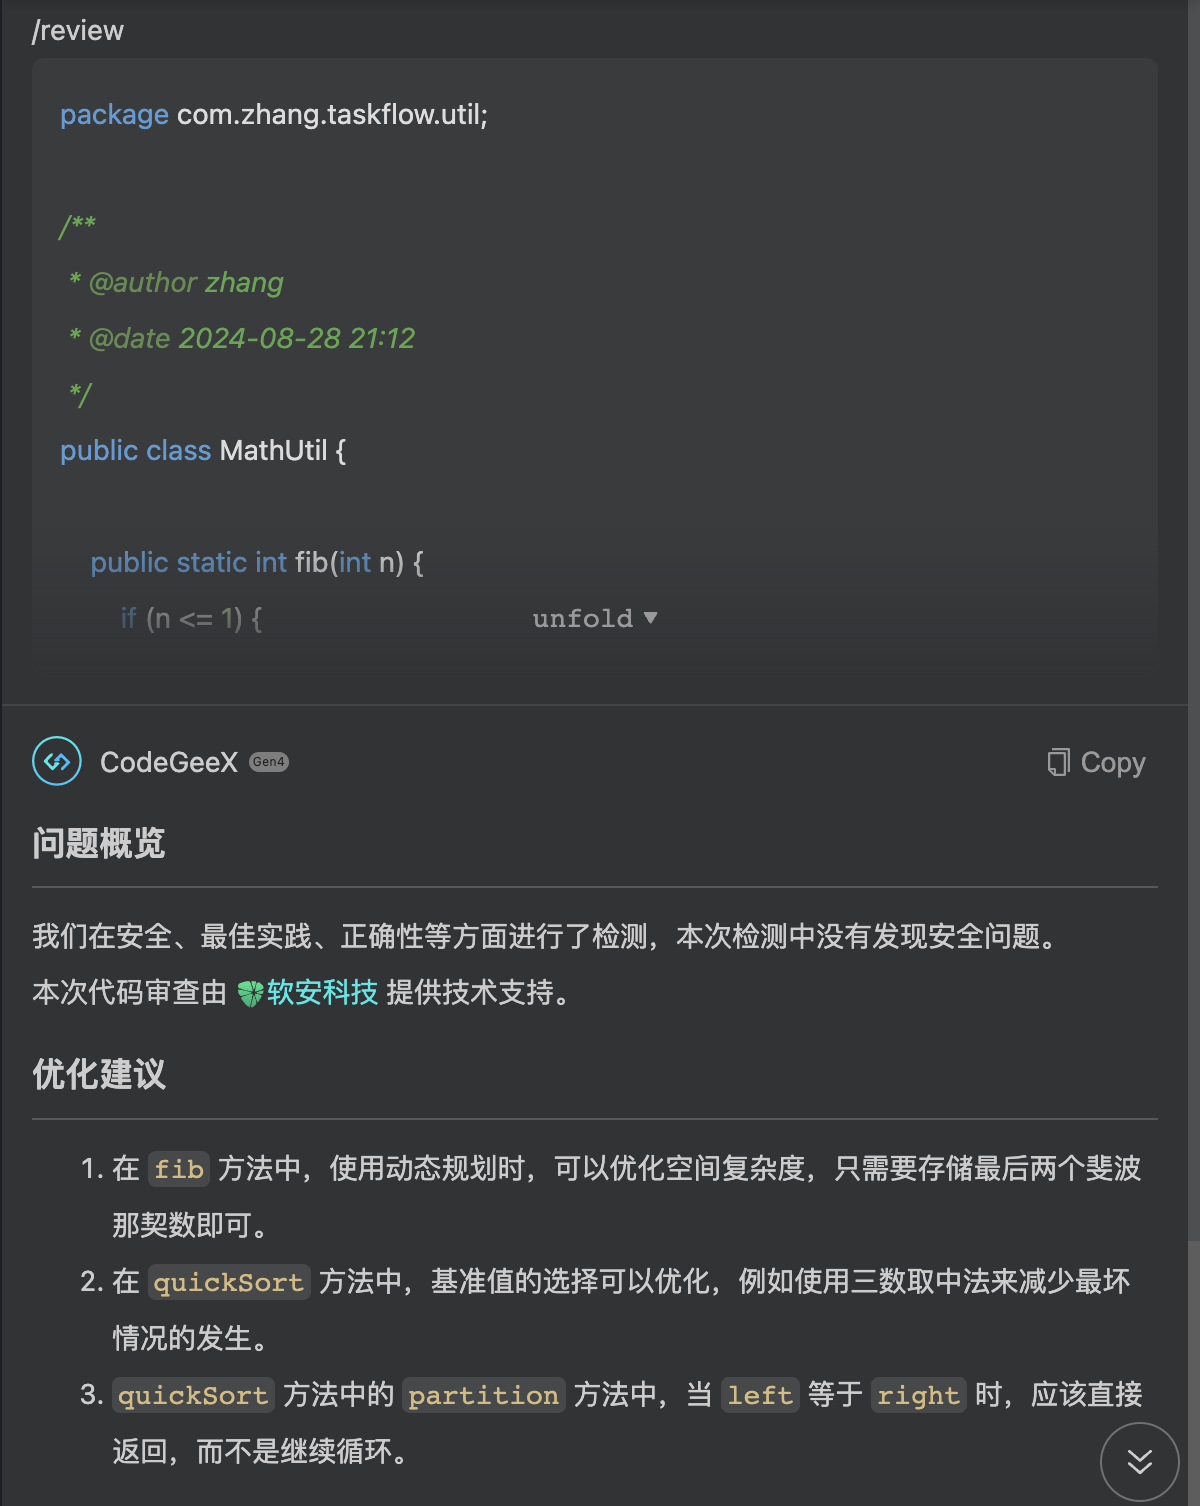 /review
package com.zhang.taskflow.util;
/**
* @author zhang
* @date 2024-08-28 21:12
*/
public class MathUtil {
public static int fib(int n) {
if (n <= 1) {
unfold ▼
CodeGeeX Gen4
Copy
问题概览
我们在安全、最佳实践、正确性等方面进行了检测，本次检测中没有发现安全问题。
本次代码审查由 软安科技 提供技术支持。
优化建议
1. 在 fib 方法中，使用动态规划时，可以优化空间复杂度，只需要存储最后两个斐波
那契数即可。
2. 在 quickSort 方法中，基准值的选择可以优化，例如使用三数取中法来减少最坏
情况的发生。
3. quickSort 方法中的 partition 方法中，当 left 等于 right 时，应该直接
返回，而不是继续循环。